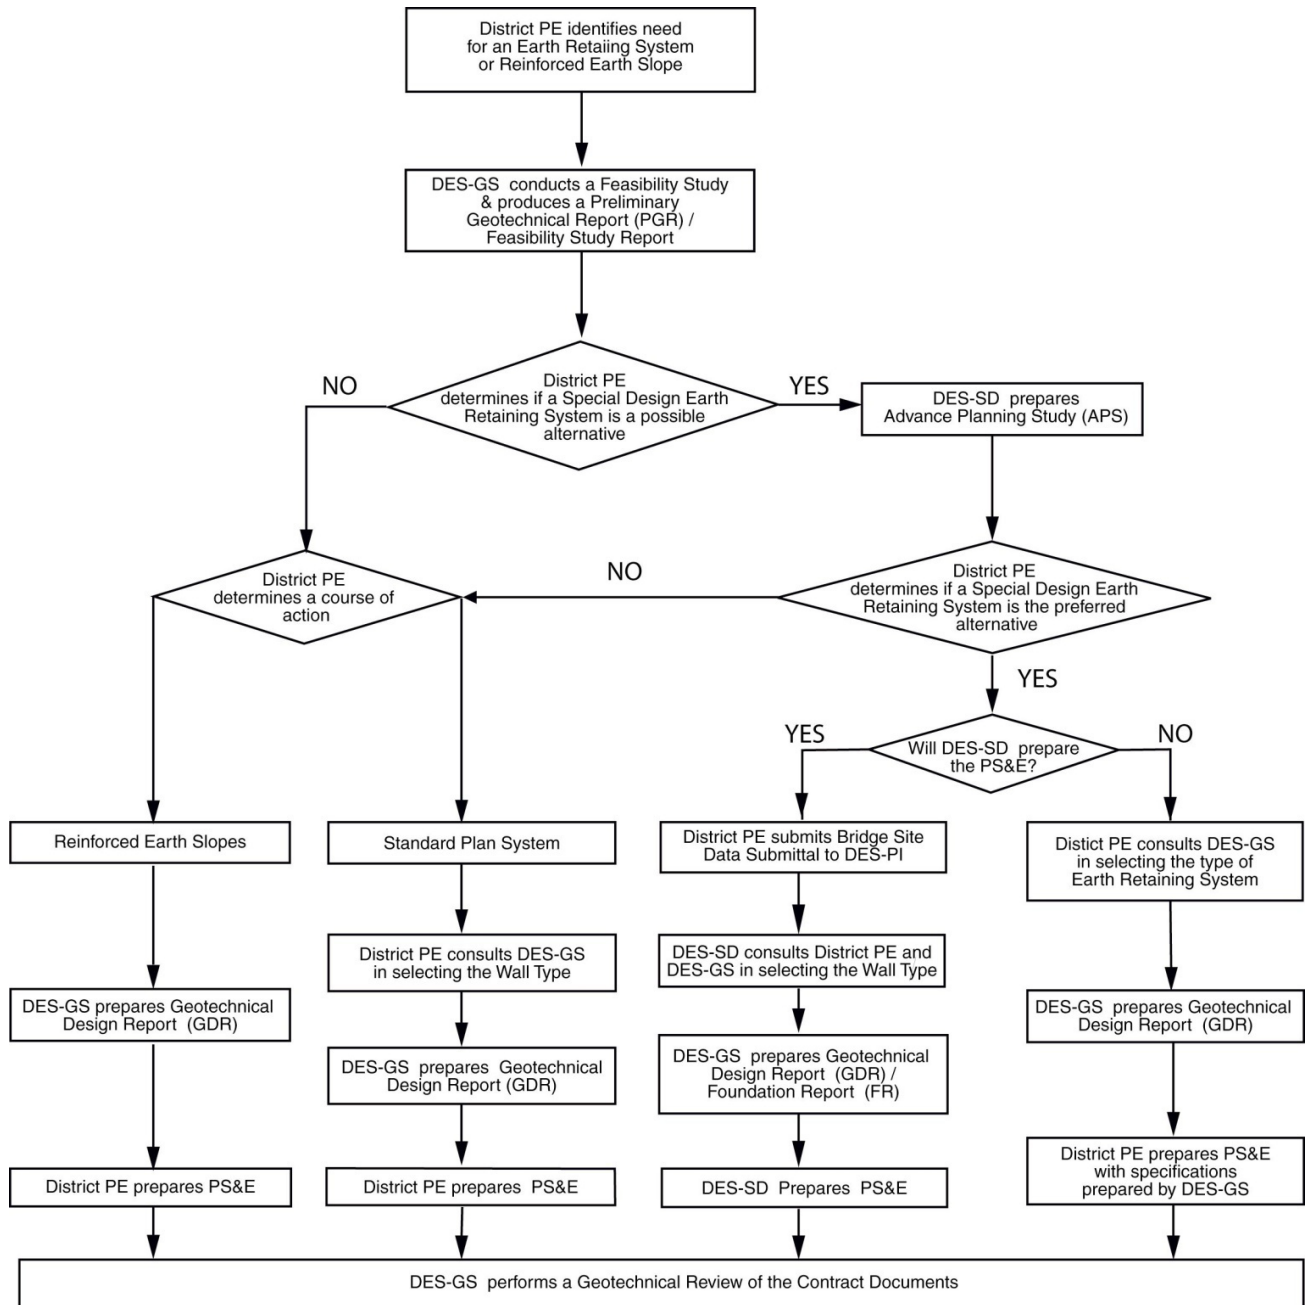 District PE identifies need
for an Earth Retaiing System
or Reinforced Earth Slope
DES-GS conducts a Feasibility Study
& produces a Preliminary
Geotechnical Report (PGR) /
Feasibility Study Report
NO
District PE
determines if a Special Design Earth
Retaining System is a possible
alternative
YES
DES-SD prepares
Advance Planning Study (APS)
District PE
determines a course of
action
NO
District PE
determines if a Special Design Earth
Retaining System is the preferred
alternative
YES
YES
Will DES-SD prepare
the PS&E?
NO
Reinforced Earth Slopes
Standard Plan System
District PE submits Bridge Site
Data Submittal to DES-PI
Distict PE consults DES-GS
in selecting the type of
Earth Retaining System
District PE consults DES-GS
in selecting the Wall Type
DES-SD consults District PE and
DES-GS in selecting the Wall Type
DES-GS prepares Geotechnical
Design Report (GDR)
DES-GS prepares Geotechnical
Design Report (GDR)
DES-GS prepares Geotechnical
Design Report (GDR) /
Foundation Report (FR)
DES-GS prepares Geotechnical
Design Report (GDR)
District PE prepares PS&E
District PE prepares PS&E
DES-SD Prepares PS&E
District PE prepares PS&E
with specifications
prepared by DES-GS
DES-GS performs a Geotechnical Review of the Contract Documents